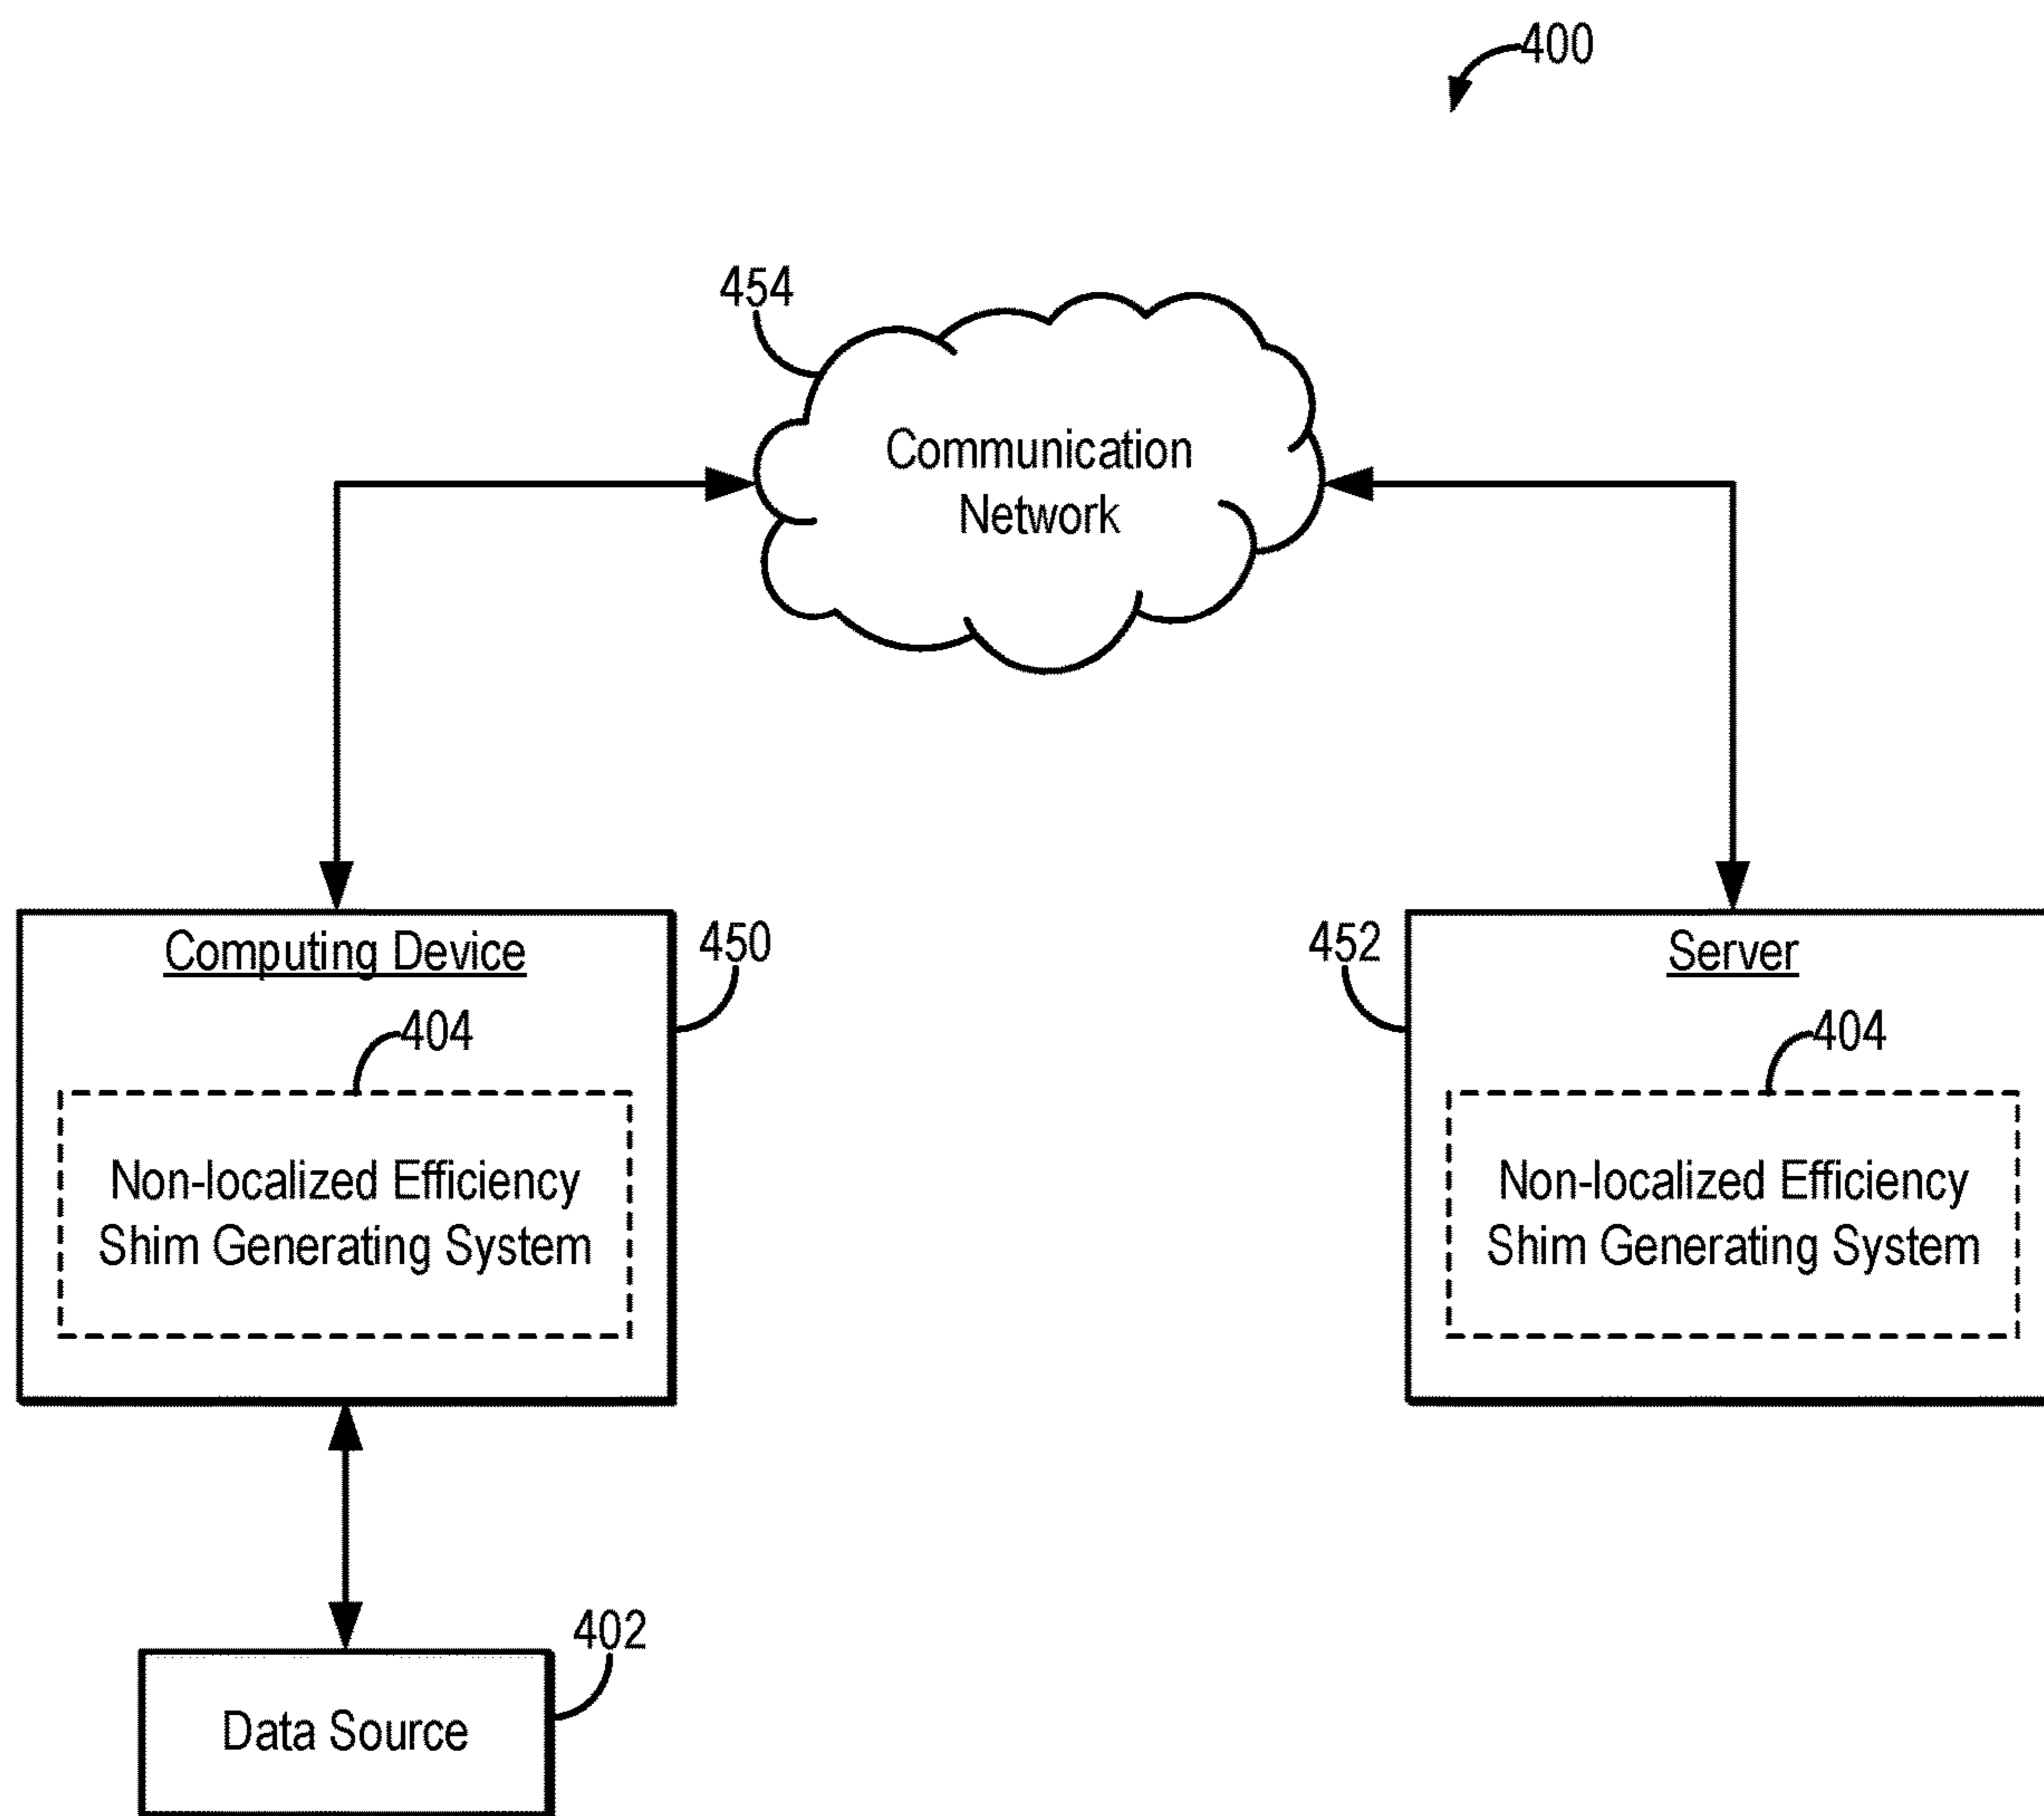 400
454
Communication
Network
Computing Device
450
452
Server
404
404
Non-localized Efficiency
Shim Generating System
Non-localized Efficiency
Shim Generating System
402
Data Source